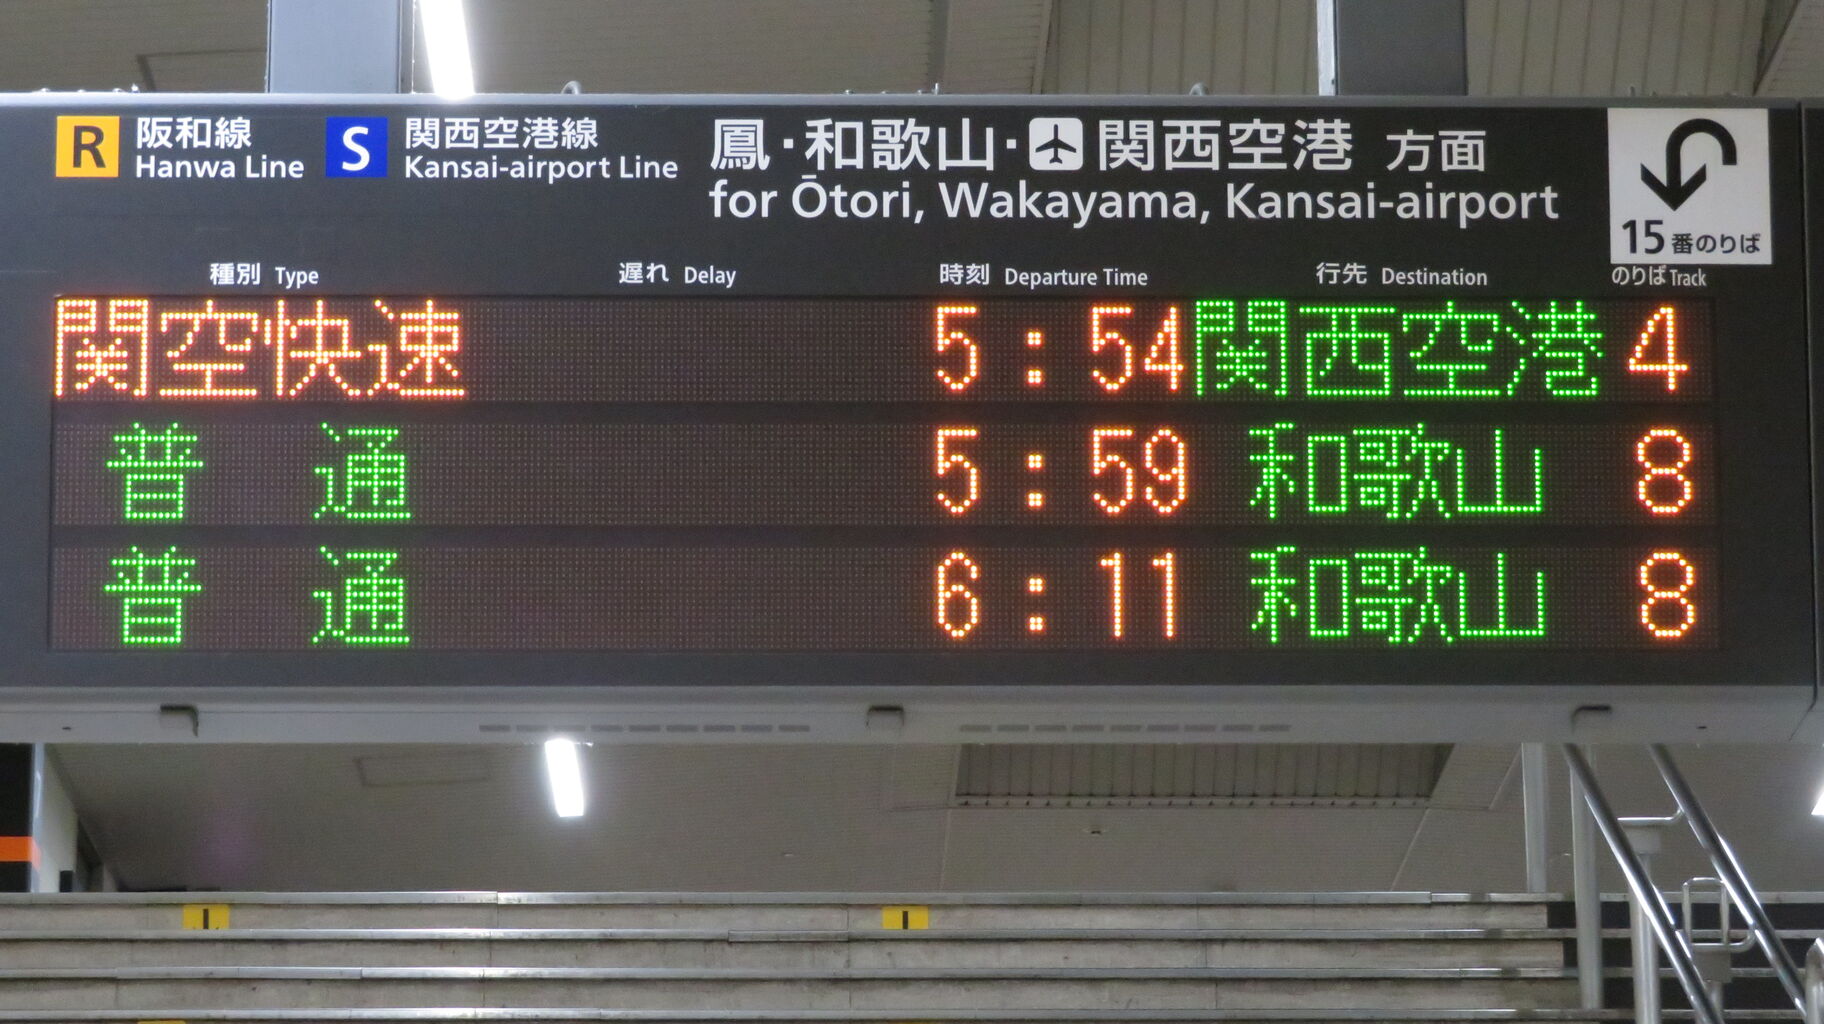 R 阪和線 S 関西空港線 鳳・和歌山・関西空港 方面
Hanwa Line Kansai-airport Line for Ōtori, Wakayama, Kansai-airport
15番のりば
種別 Type 遅れ Delay 時刻 Departure Time 行先 Destination のりば Track
関空快速 5:54 関西空港 4
普通 5:59 和歌山 8
普通 6:11 和歌山 8